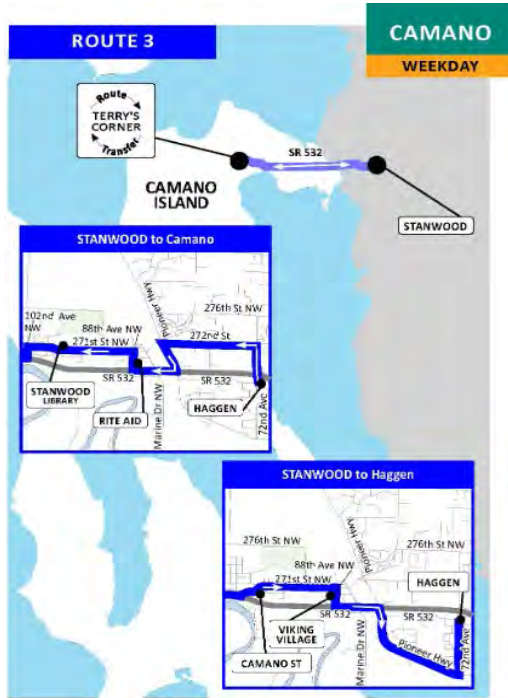 ROUTE 3
CAMANO
WEEKDAY
Route
TERRY'S
CORNER
Transfer
SR 532
CAMANO
ISLAND
STANWOOD
STANWOOD to Camano
Pioneer Hwy
276th St NW
102nd Ave
NW
88th Ave NW
271st St NW
272nd St
STANWOOD
LIBRARY
SR 532
SR 532
RITE AID
Marine Dr NW
HAGGEN
72nd Ave
STANWOOD to Haggen
Pioneer Hwy
276th St NW
276th St NW
88th Ave NW
271st St NW
HAGGEN
SR 532
SR 532
VIKING
VILLAGE
CAMANO ST
Marine Dr NW
Pioneer Hwy
72nd Ave